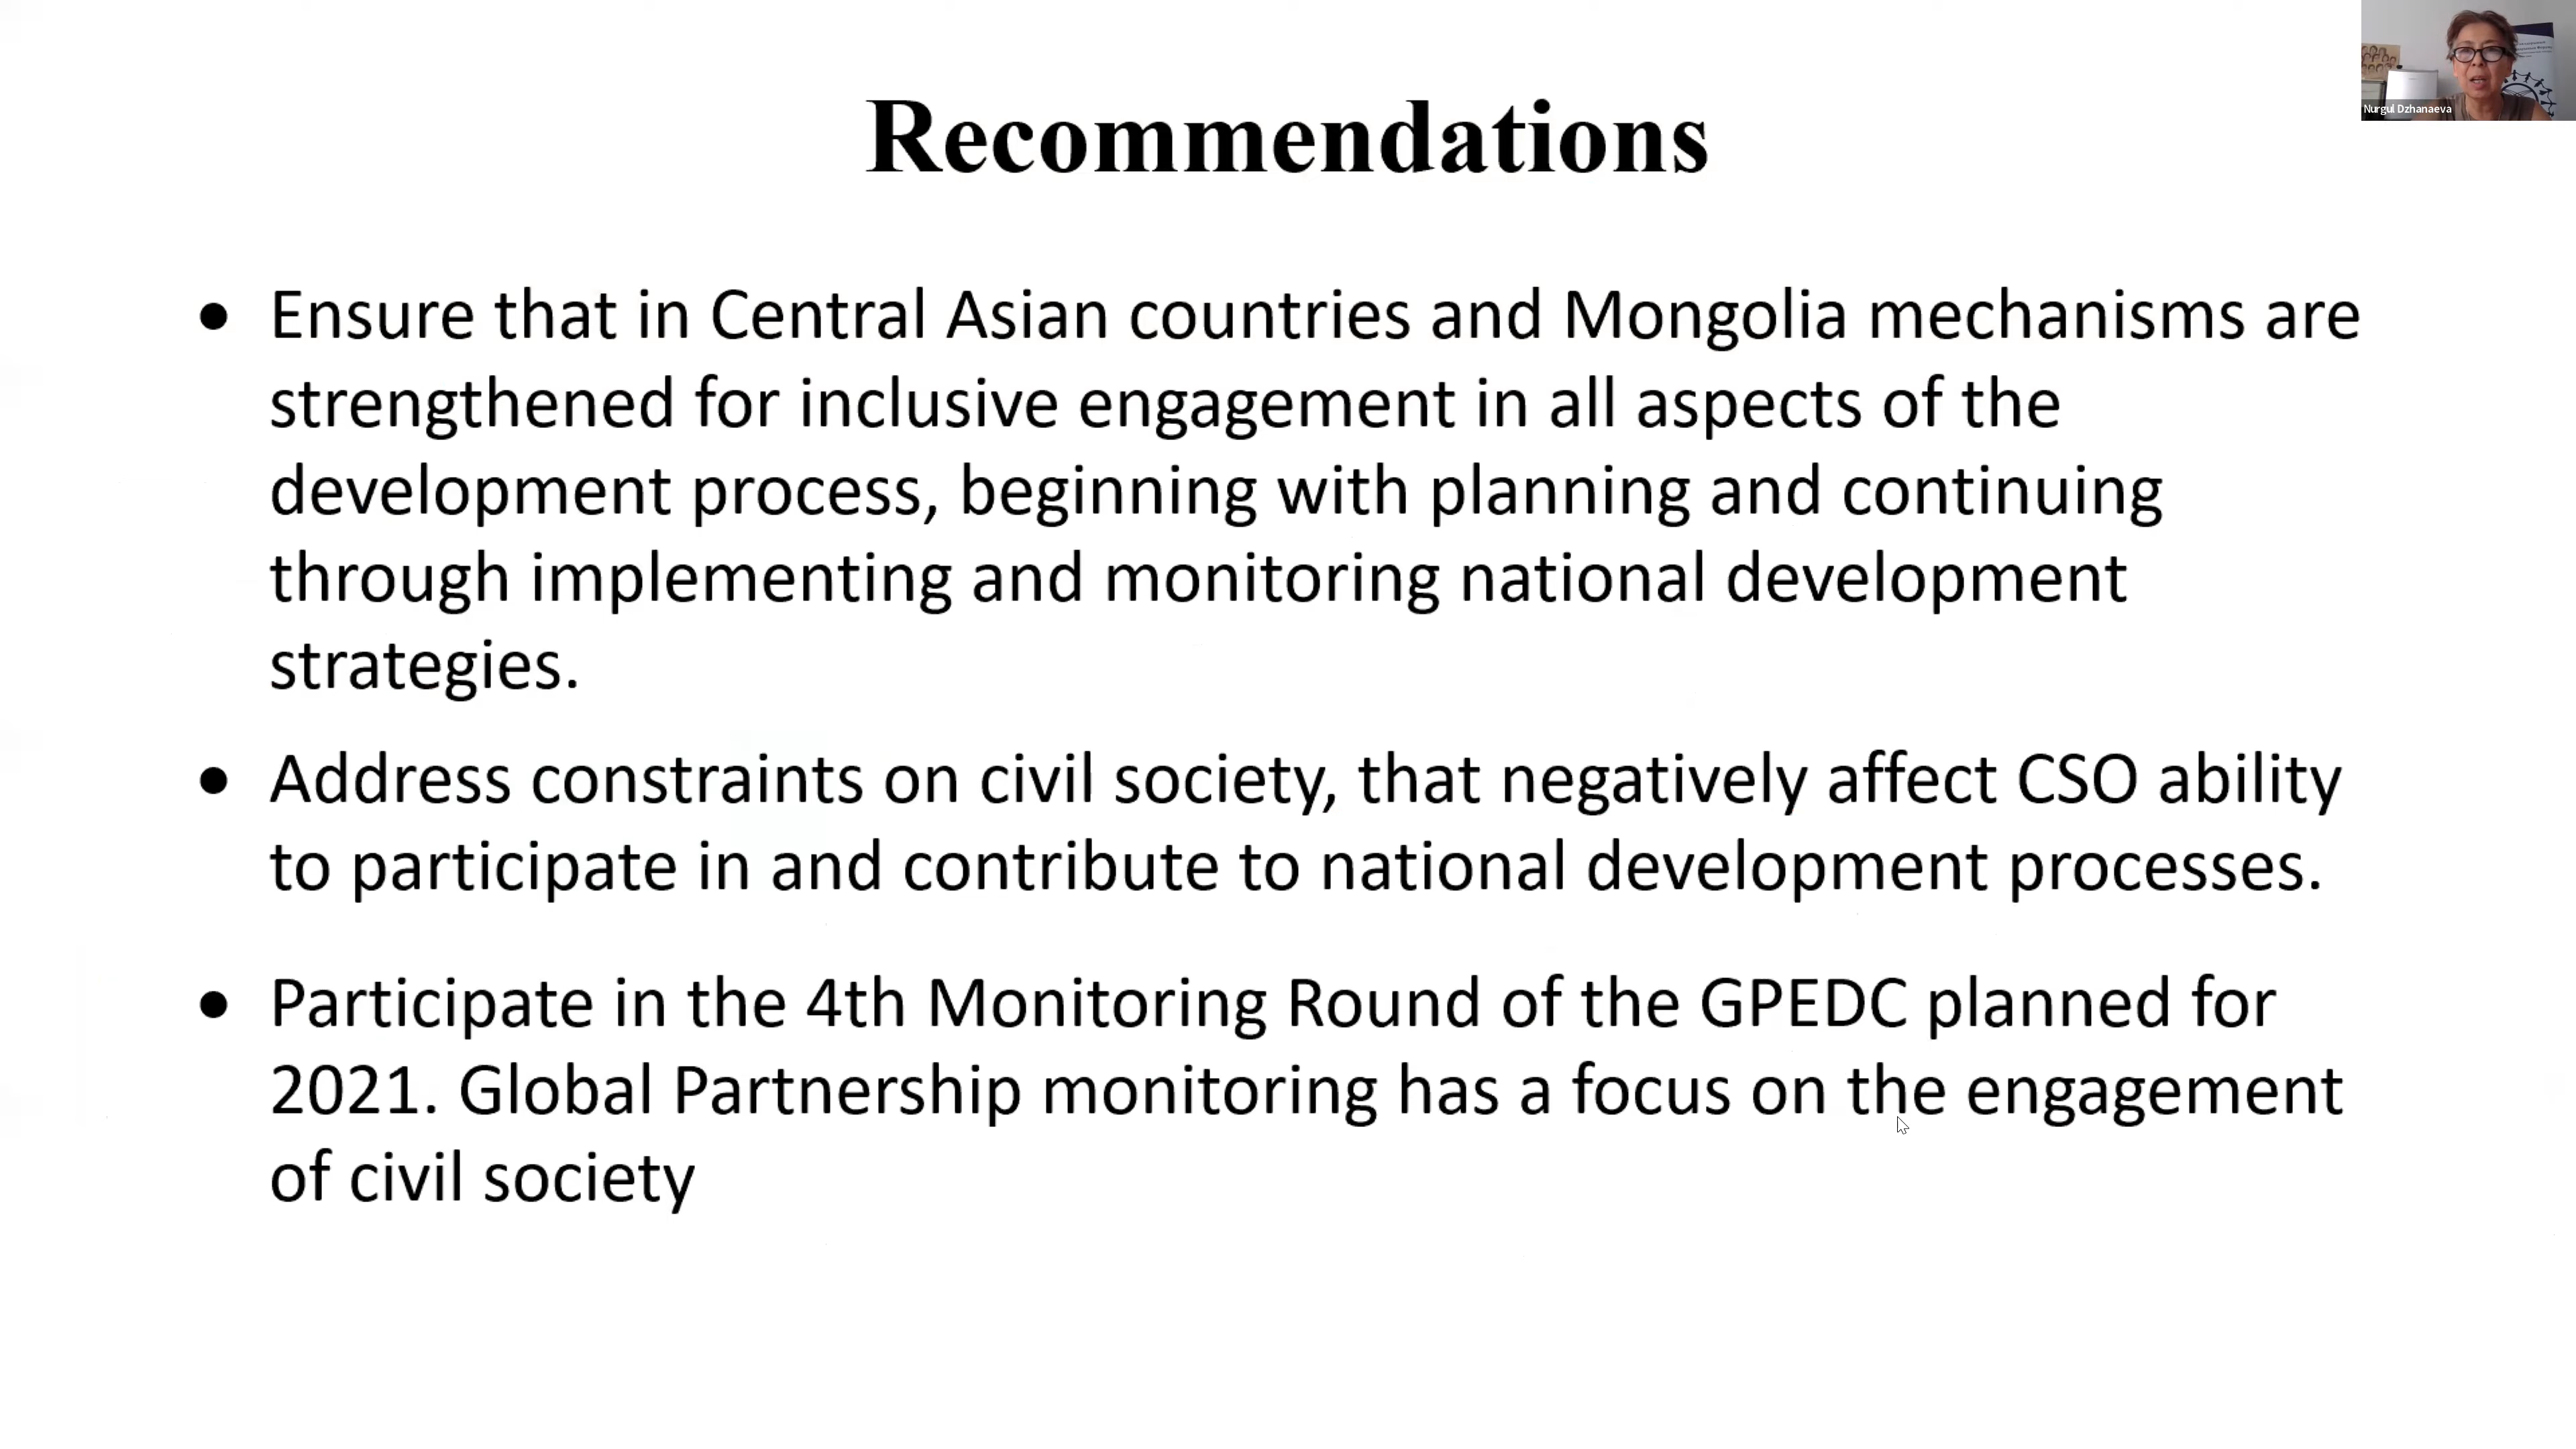 Recommendations
Nurgul Dzhanaeva
• Ensure that in Central Asian countries and Mongolia mechanisms are
strengthened for inclusive engagement in all aspects of the
development process, beginning with planning and continuing
through implementing and monitoring national development
strategies.
• Address constraints on civil society, that negatively affect CSO ability
to participate in and contribute to national development processes.
• Participate in the 4th Monitoring Round of the GPEDC planned for
2021. Global Partnership monitoring has a focus on the engagement
of civil society